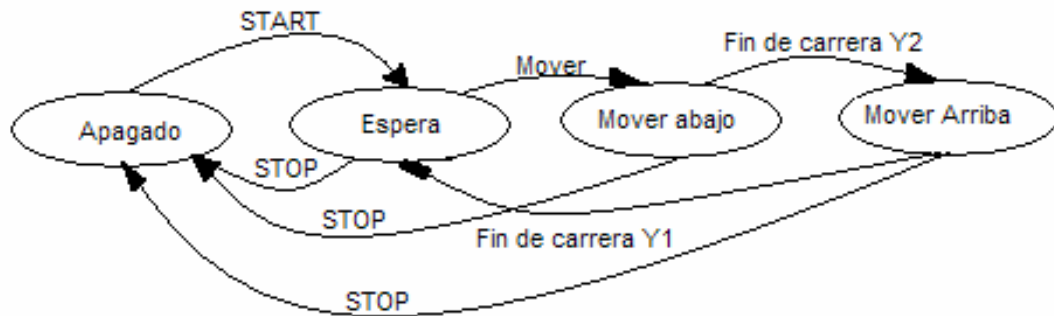 START
Fin de carrera Y2
Mover
Apagado
Espera
Mover abajo
Mover Arriba
STOP
STOP
Fin de carrera Y1
STOP